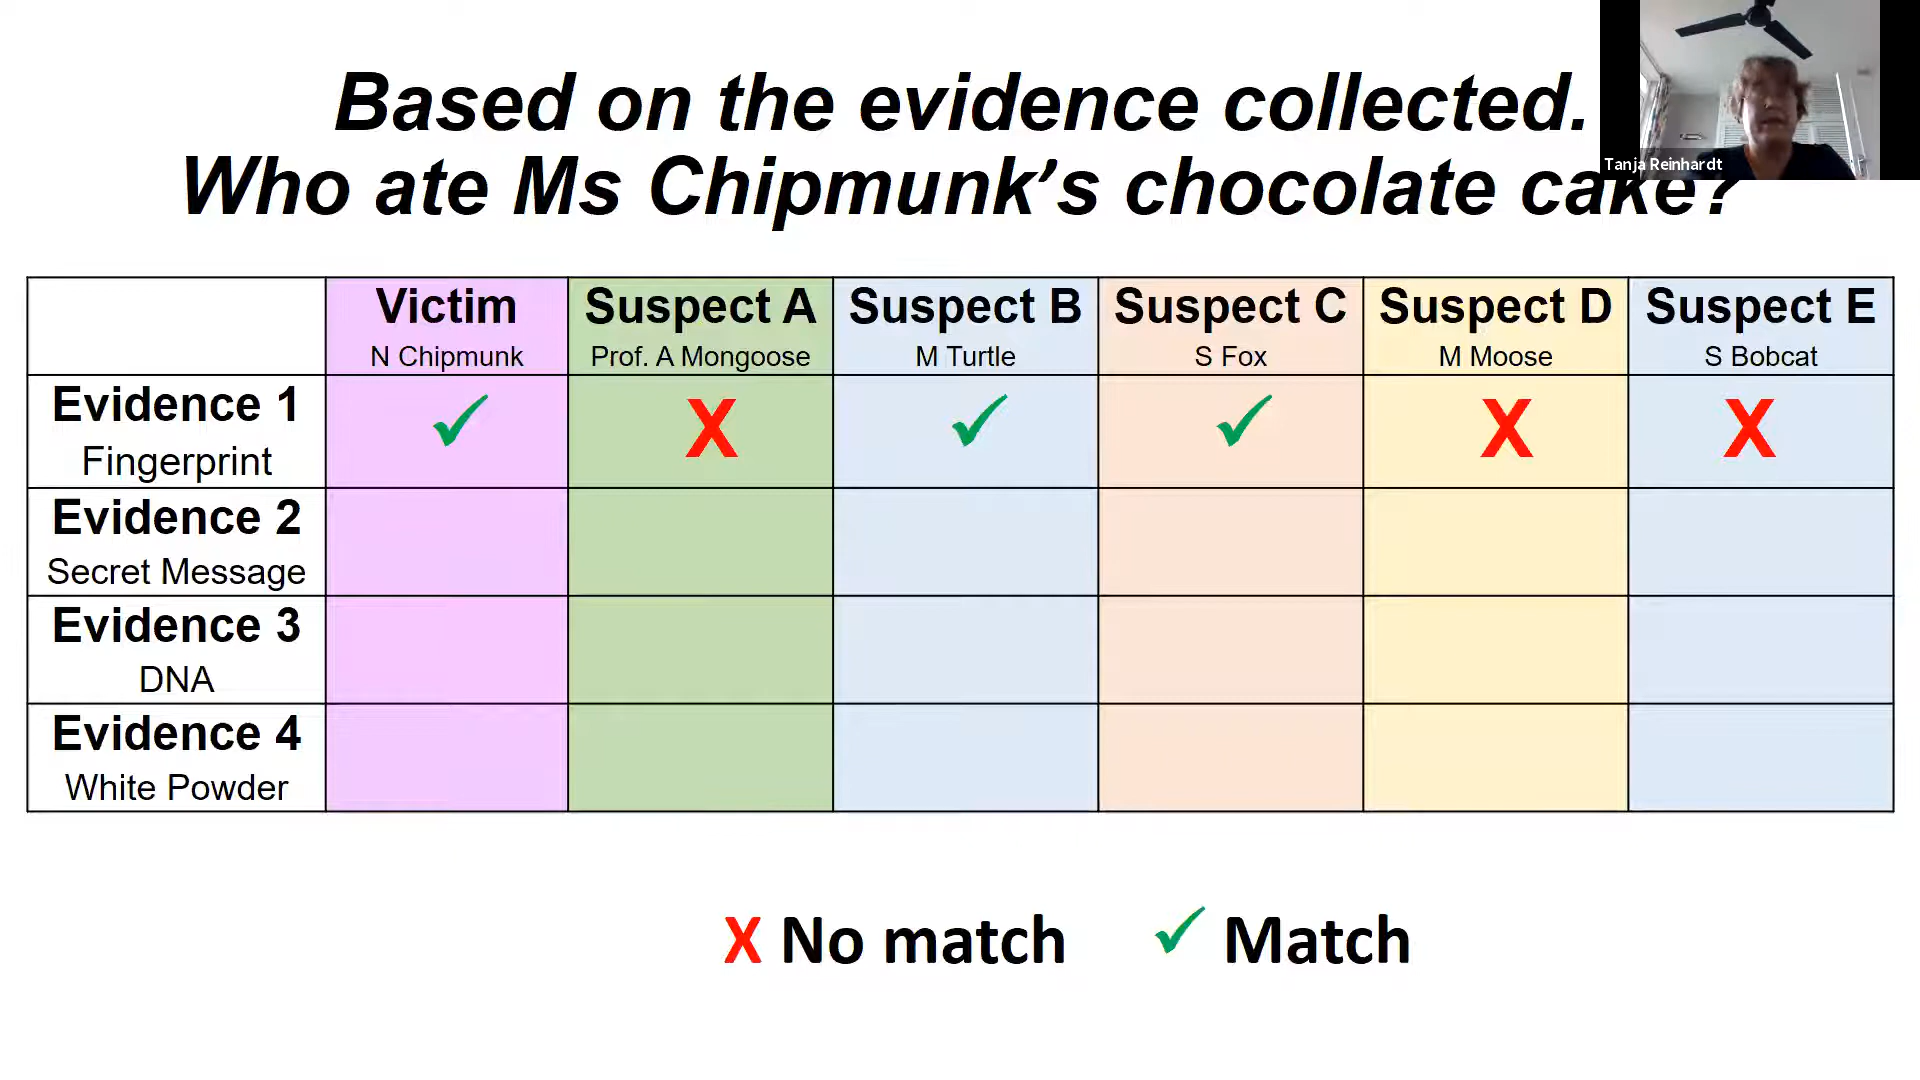 Based on the evidence collected.
Who ate Ms Chipmunk’s chocolate cake?
Tanja Reinhardt
Victim Suspect A Suspect B Suspect C Suspect D Suspect E
N Chipmunk Prof. A Mongoose M Turtle S Fox M Moose S Bobcat
Evidence 1 ✓ X ✓ ✓ X X
Fingerprint
Evidence 2
Secret Message
Evidence 3
DNA
Evidence 4
White Powder
X No match ✓ Match